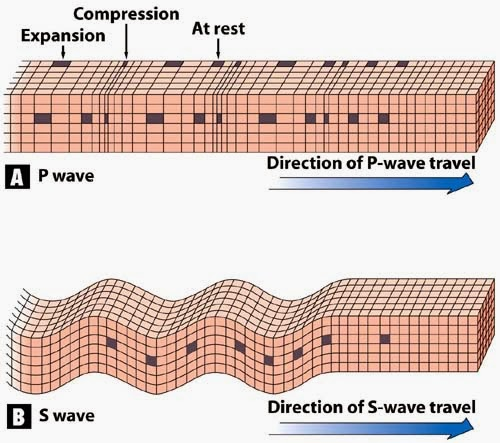 Compression
At rest
Expansion
A P wave
Direction of P-wave travel
B S wave
Direction of S-wave travel